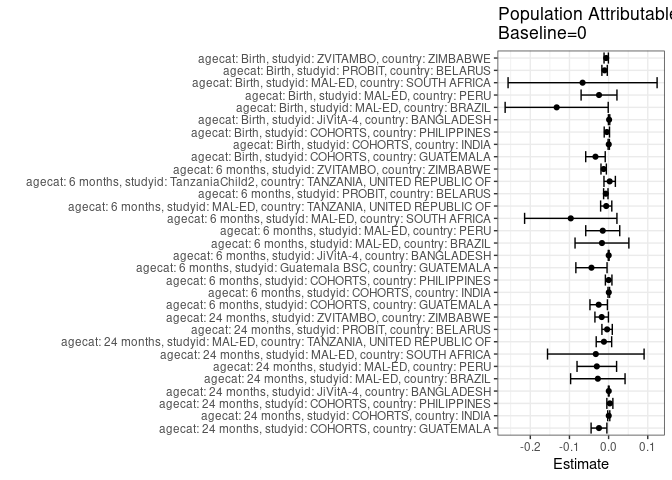 Population Attributable
Baseline=0
agecat: Birth, studyid: ZVITAMBO, country: ZIMBABWE
agecat: Birth, studyid: PROBIT, country: BELARUS
agecat: Birth, studyid: MAL-ED, country: SOUTH AFRICA
agecat: Birth, studyid: MAL-ED, country: PERU
agecat: Birth, studyid: MAL-ED, country: BRAZIL
agecat: Birth, studyid: JiVitA-4, country: BANGLADESH
agecat: Birth, studyid: COHORTS, country: PHILIPPINES
agecat: Birth, studyid: COHORTS, country: INDIA
agecat: Birth, studyid: COHORTS, country: GUATEMALA
agecat: 6 months, studyid: ZVITAMBO, country: ZIMBABWE
agecat: 6 months, studyid: TanzaniaChild2, country: TANZANIA, UNITED REPUBLIC OF
agecat: 6 months, studyid: PROBIT, country: BELARUS
agecat: 6 months, studyid: MAL-ED, country: TANZANIA, UNITED REPUBLIC OF
agecat: 6 months, studyid: MAL-ED, country: SOUTH AFRICA
agecat: 6 months, studyid: MAL-ED, country: PERU
agecat: 6 months, studyid: MAL-ED, country: BRAZIL
agecat: 6 months, studyid: JiVitA-4, country: BANGLADESH
agecat: 6 months, studyid: Guatemala BSC, country: GUATEMALA
agecat: 6 months, studyid: COHORTS, country: PHILIPPINES
agecat: 6 months, studyid: COHORTS, country: INDIA
agecat: 6 months, studyid: COHORTS, country: GUATEMALA
agecat: 24 months, studyid: ZVITAMBO, country: ZIMBABWE
agecat: 24 months, studyid: PROBIT, country: BELARUS
agecat: 24 months, studyid: MAL-ED, country: TANZANIA, UNITED REPUBLIC OF
agecat: 24 months, studyid: MAL-ED, country: SOUTH AFRICA
agecat: 24 months, studyid: MAL-ED, country: PERU
agecat: 24 months, studyid: MAL-ED, country: BRAZIL
agecat: 24 months, studyid: JiVitA-4, country: BANGLADESH
agecat: 24 months, studyid: COHORTS, country: PHILIPPINES
agecat: 24 months, studyid: COHORTS, country: INDIA
agecat: 24 months, studyid: COHORTS, country: GUATEMALA
-0.2 -0.1 0.0 0.1
Estimate